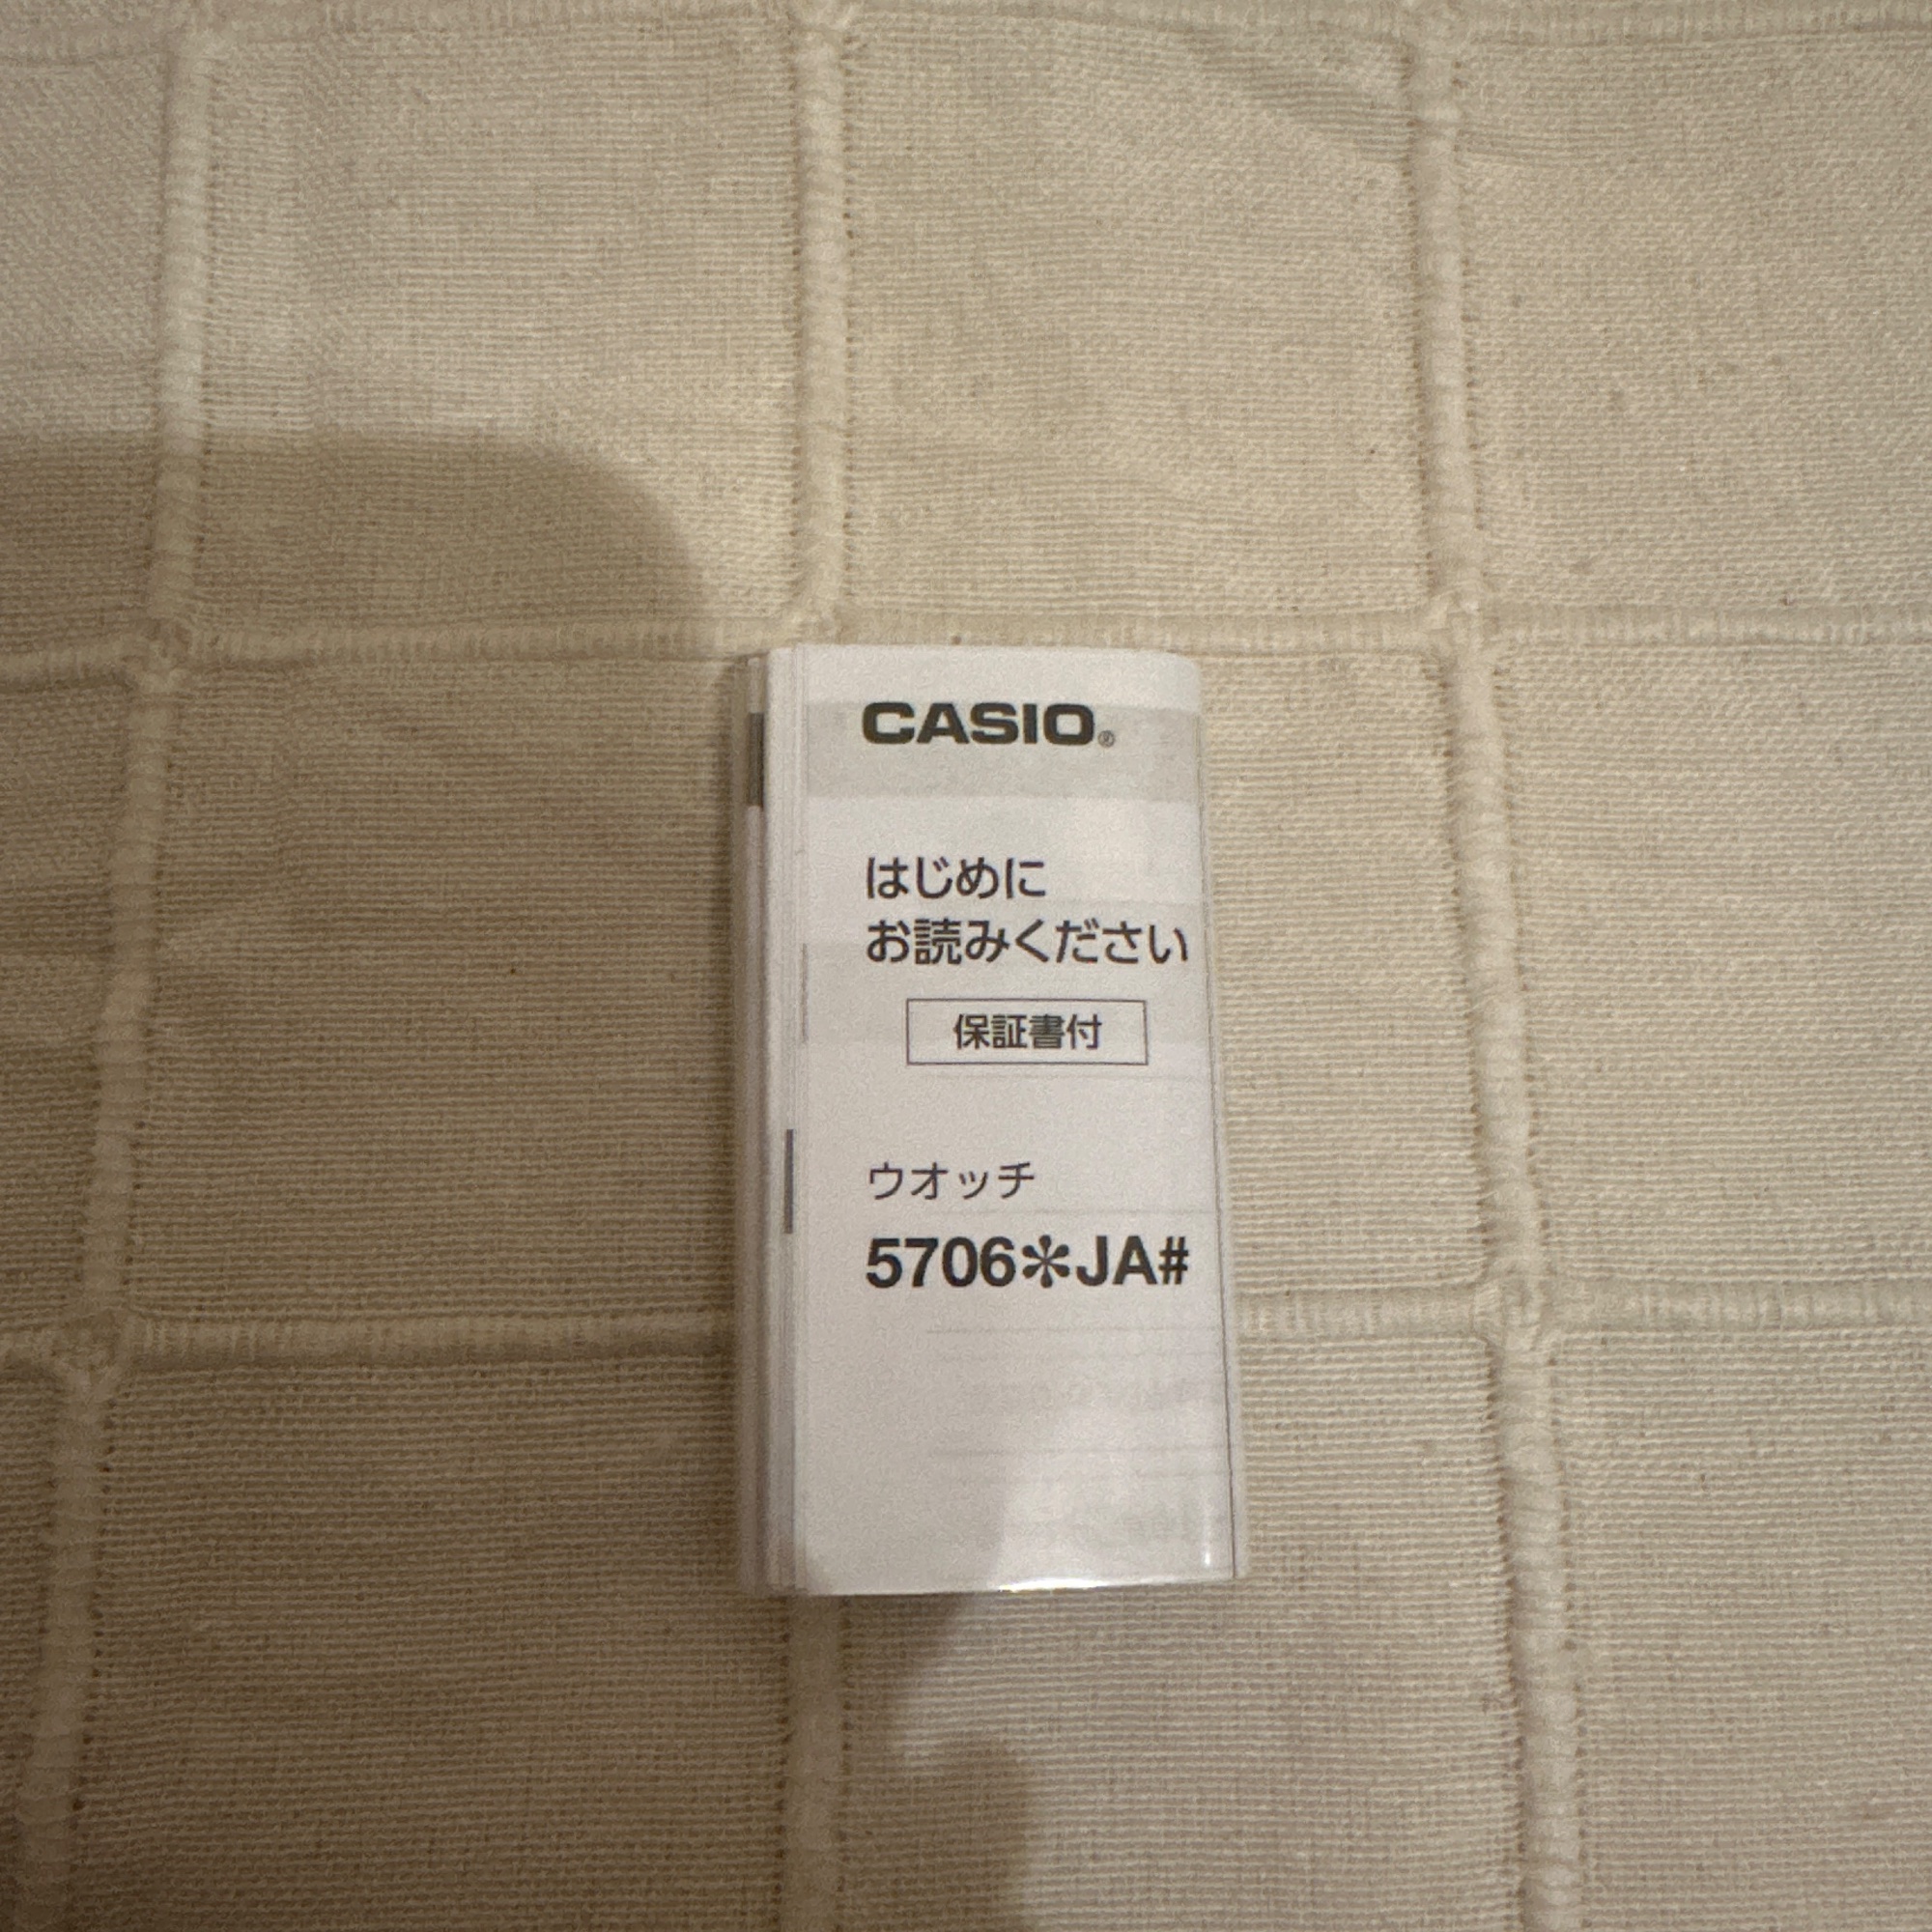 CASIO®
はじめに
お読みください
保証書付
ウオッチ
5706✻JA#